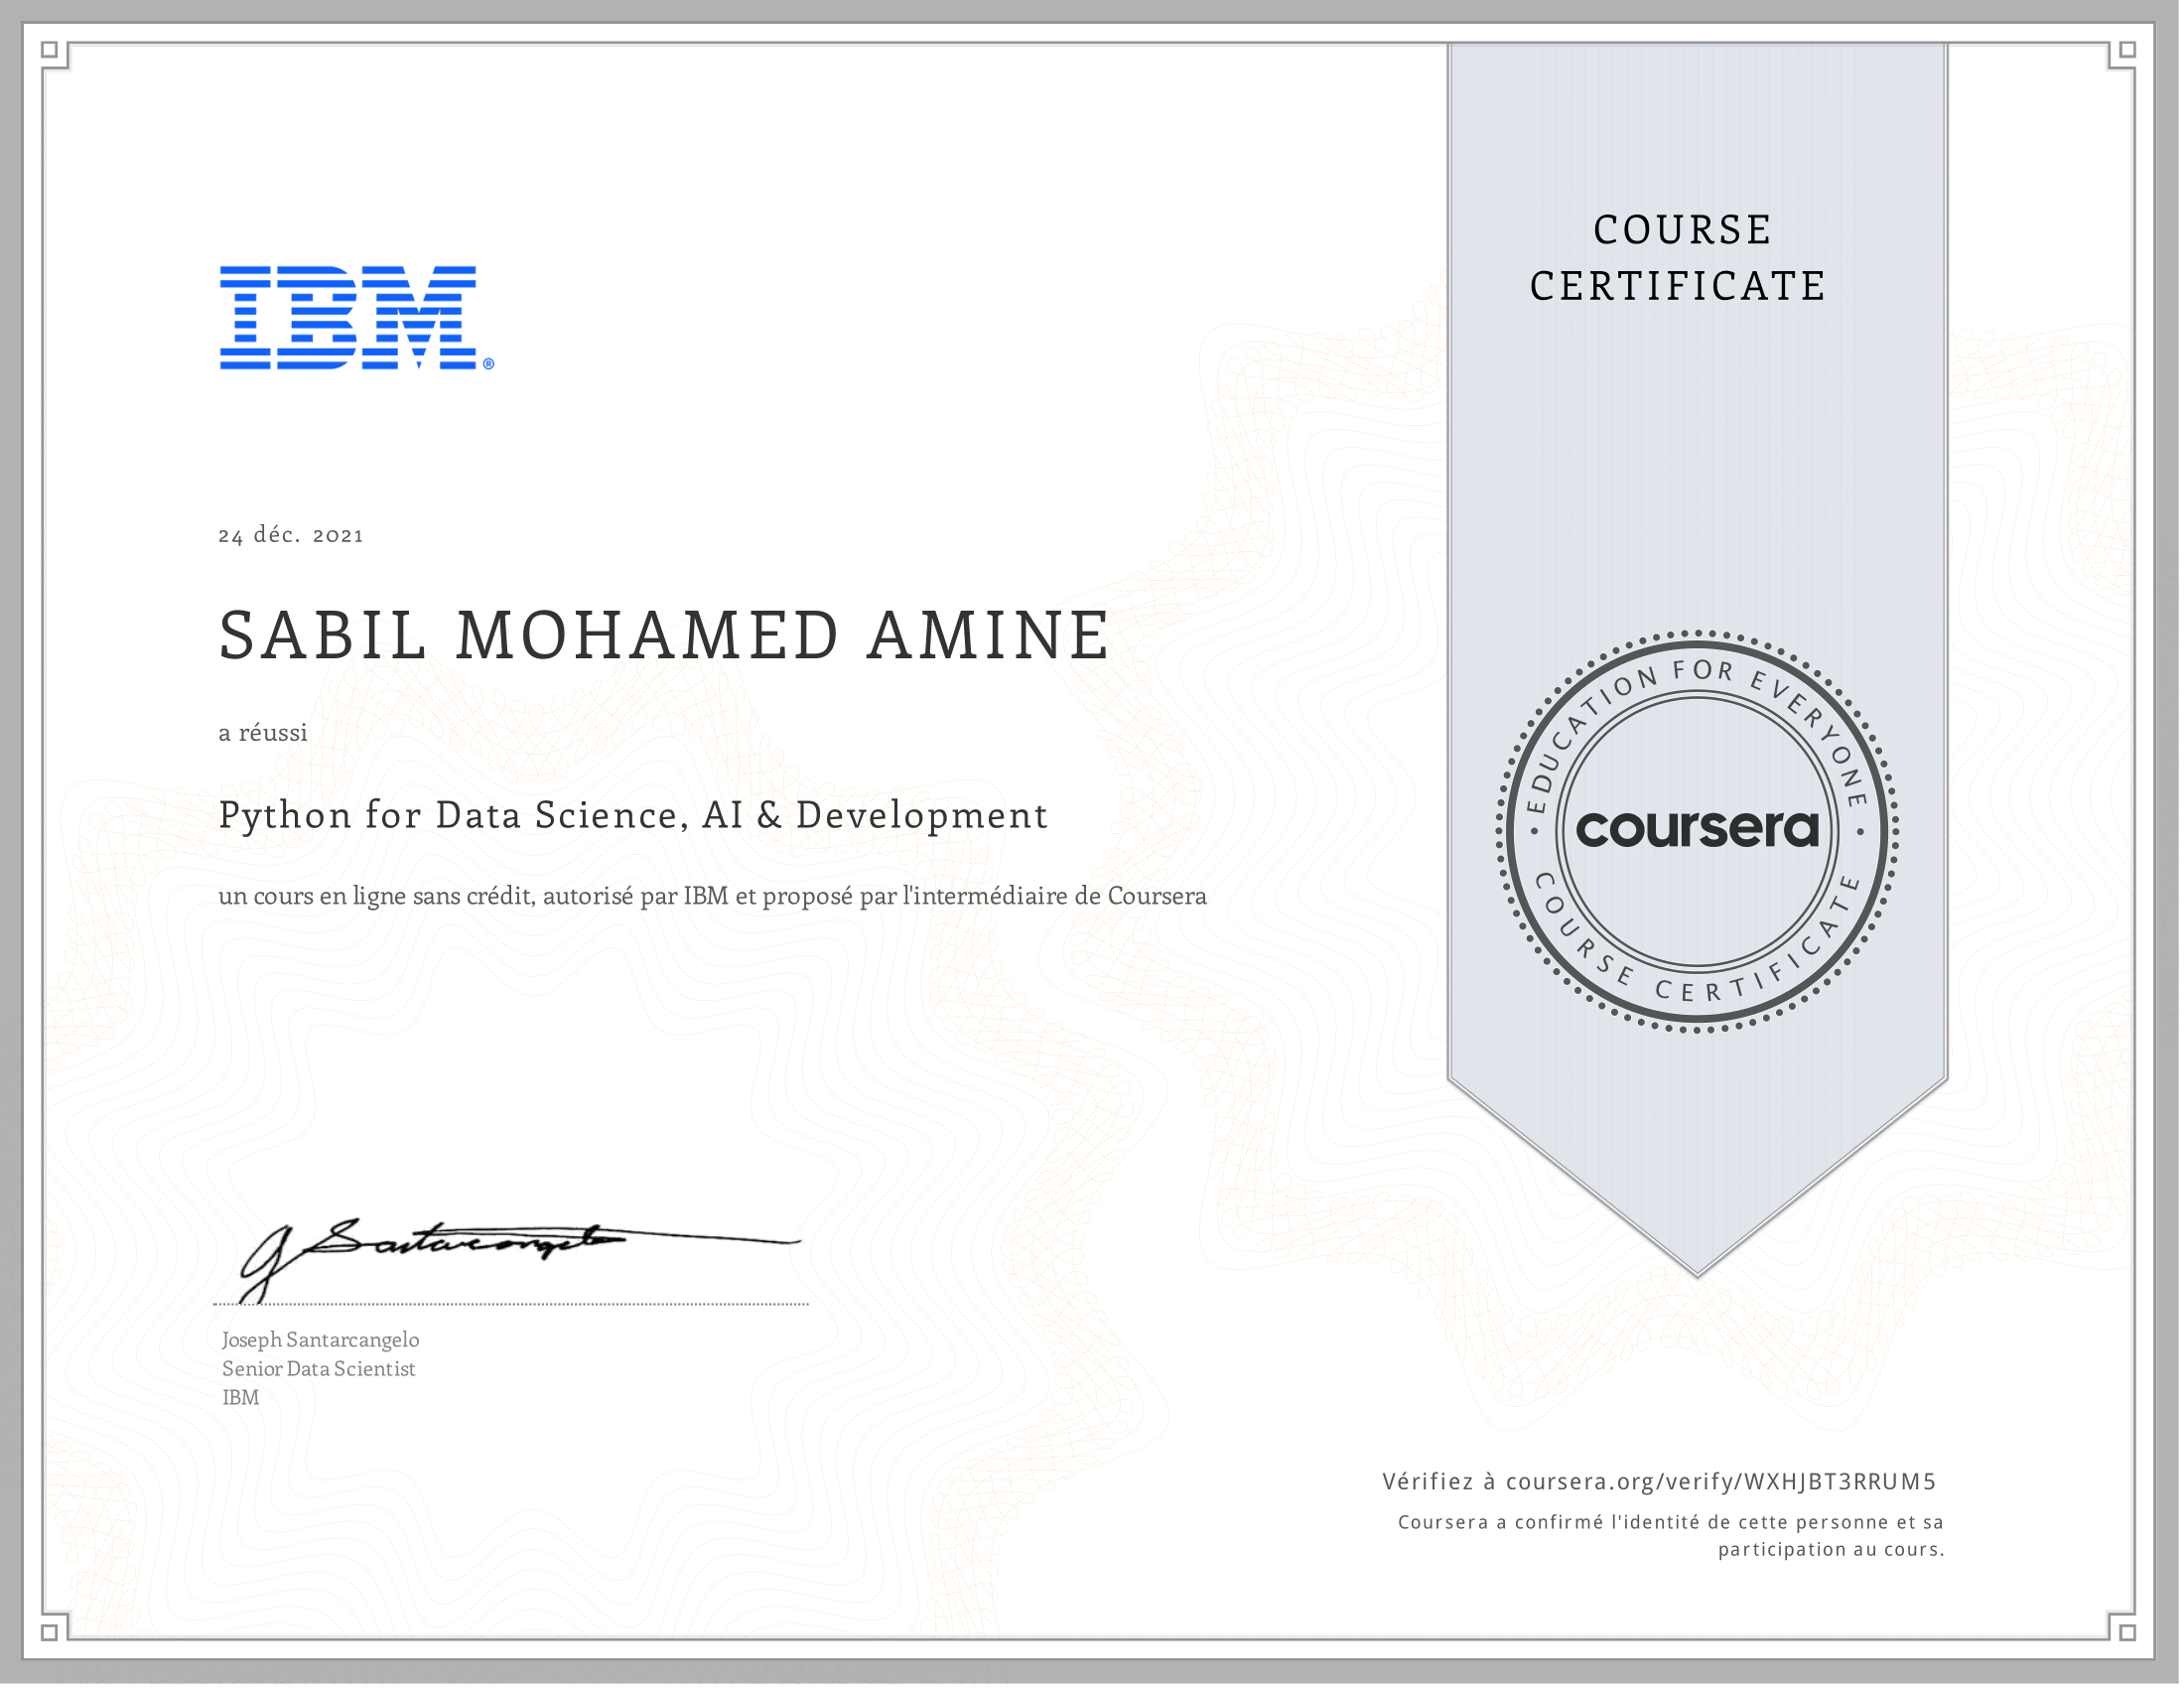 COURSE
CERTIFICATE
IBM®
24 déc. 2021
SABIL MOHAMED AMINE
a réussi
Python for Data Science, AI & Development
un cours en ligne sans crédit, autorisé par IBM et proposé par l'intermédiaire de Coursera
EDUCATION FOR EVERYONE
coursera
COURSE CERTIFICATE
J Santarcangelo
Joseph Santarcangelo
Senior Data Scientist
IBM
Vérifiez à coursera.org/verify/WXHJBT3RRUM5
Coursera a confirmé l'identité de cette personne et sa
participation au cours.